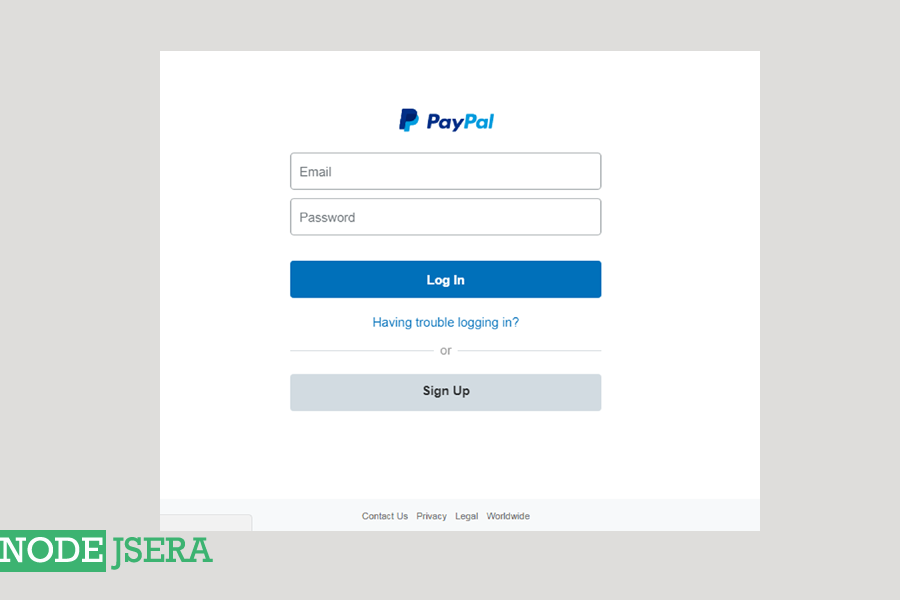 PayPal
Email
Password
Log In
Having trouble logging in?
or
Sign Up
Contact Us Privacy Legal Worldwide
NODE JSERA